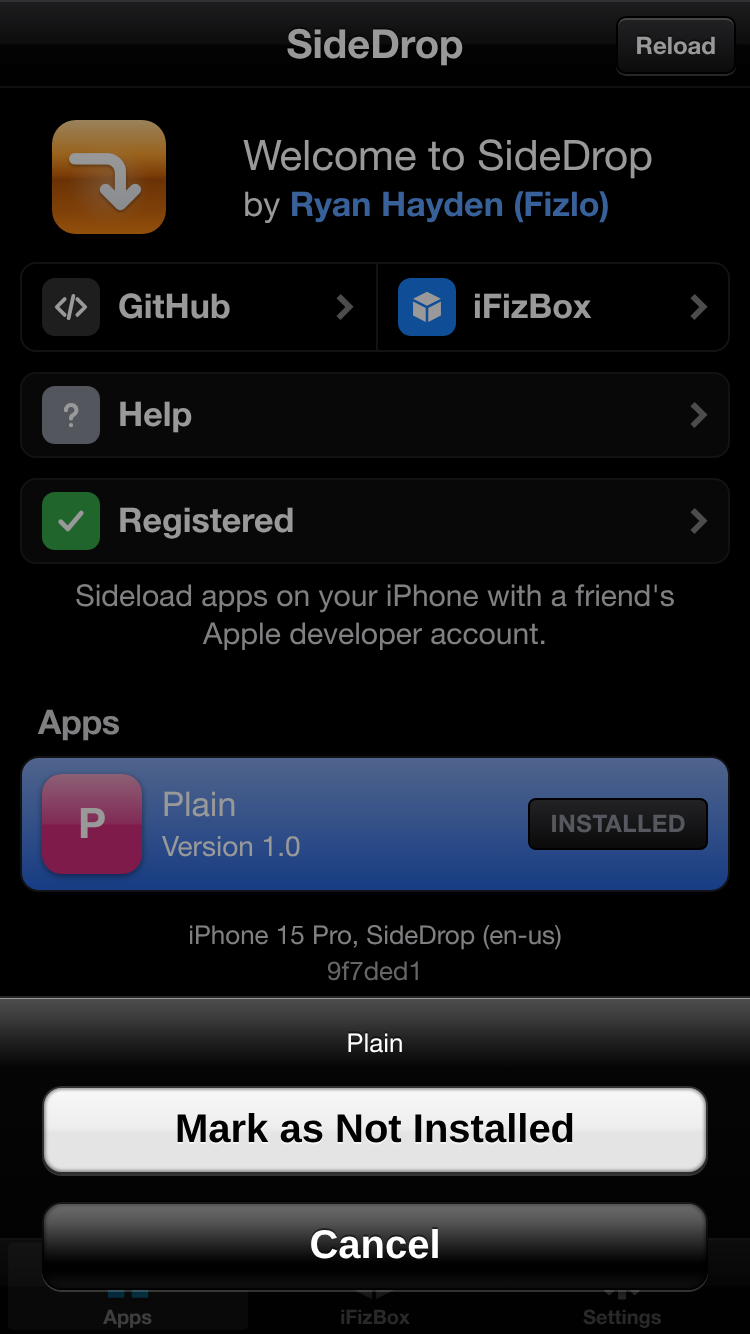 SideDrop
Reload
Welcome to SideDrop
by Ryan Hayden (Fizlo)
GitHub
iFizBox
?
Help
Registered
Sideload apps on your iPhone with a friend's
Apple developer account.
Apps
P
Plain
Version 1.0
INSTALLED
iPhone 15 Pro, SideDrop (en-us)
9f7ded1
Plain
Mark as Not Installed
Cancel
Apps
iFizBox
Settings